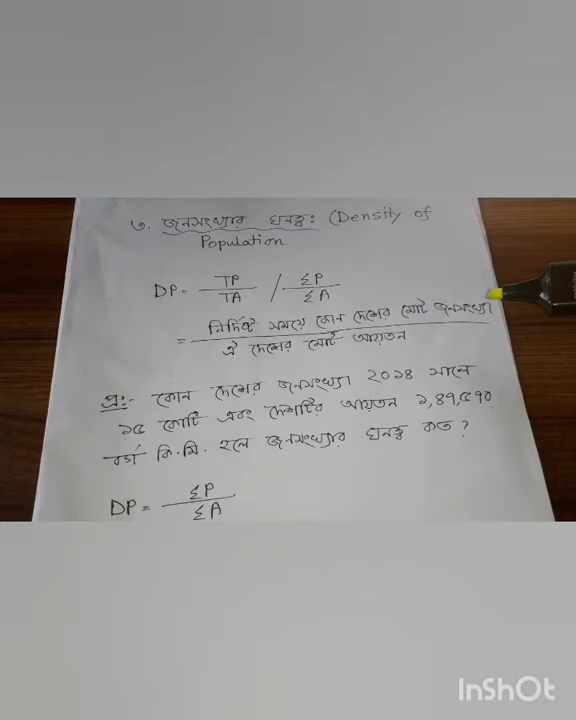 ৩. জনসংখ্যার ঘনত্বঃ (Density of
Population
DP = TP / TA / ΣP / ΣA
= নির্দিষ্ট সময়ে কোন দেশের মোট জনসংখ্যা
ঐ দেশের মোট আয়তন
প্রঃ- কোন দেশের জনসংখ্যা ২০১৪ সালে
১৫ কোটি এবং দেশটির আয়তন ১,৪৭,৫৭০
বর্গ কি.মি. হলে জনসংখ্যার ঘনত্ব কত?
DP = ΣP / ΣA
InShOt